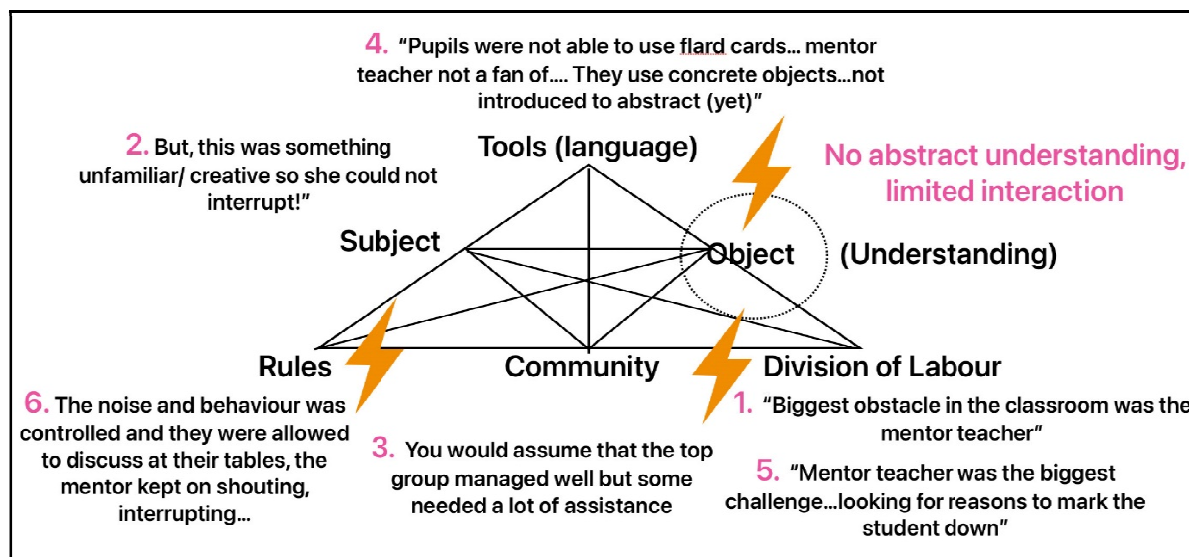 4. “Pupils were not able to use flard cards... mentor
teacher not a fan of.... They use concrete objects...not
introduced to abstract (yet)”
2. But, this was something
unfamiliar/ creative so she could not
interrupt!”
Tools (language)
No abstract understanding,
limited interaction
Subject
Object
(Understanding)
Rules
Community
Division of Labour
6. The noise and behaviour was
controlled and they were allowed
to discuss at their tables, the
mentor kept on shouting,
interrupting...
3. You would assume that the top
group managed well but some
needed a lot of assistance
1. “Biggest obstacle in the classroom was the
mentor teacher”
5. “Mentor teacher was the biggest
challenge...looking for reasons to mark the
student down”